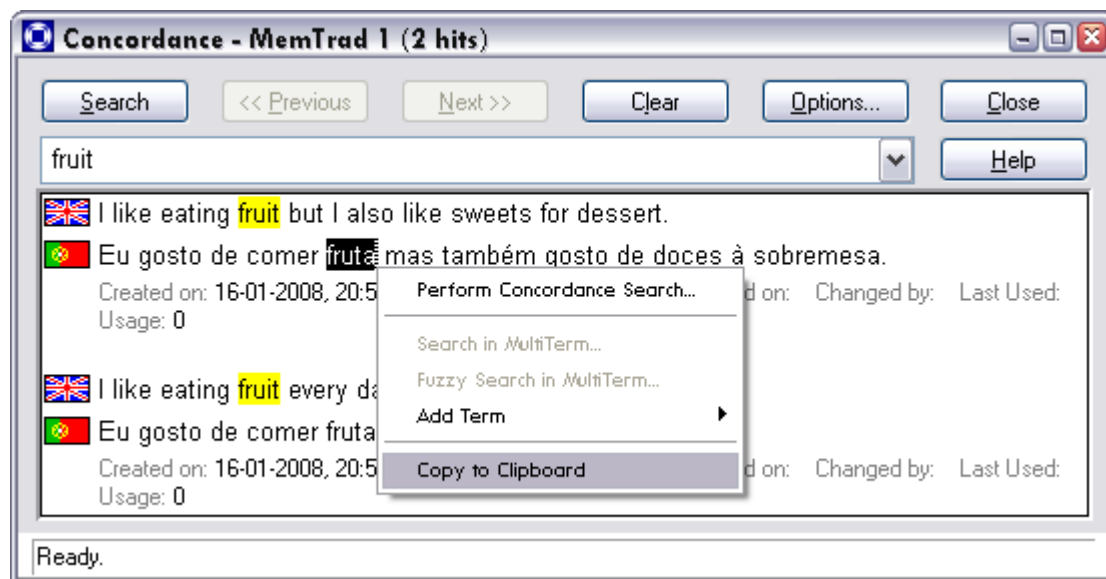 Concordance - MemTrad 1 (2 hits)
Search << Previous Next >> Clear Options... Close
fruit Help
I like eating fruit but I also like sweets for dessert.
Eu gosto de comer fruta mas também gosto de doces à sobremesa.
Created on: 16-01-2008, 20:5 d on: Changed by: Last Used:
Usage: 0
I like eating fruit every da
Eu gosto de comer fruta
Created on: 16-01-2008, 20:5 d on: Changed by: Last Used:
Usage: 0
Perform Concordance Search...
Search in MultiTerm...
Fuzzy Search in MultiTerm...
Add Term
Copy to Clipboard
Ready.